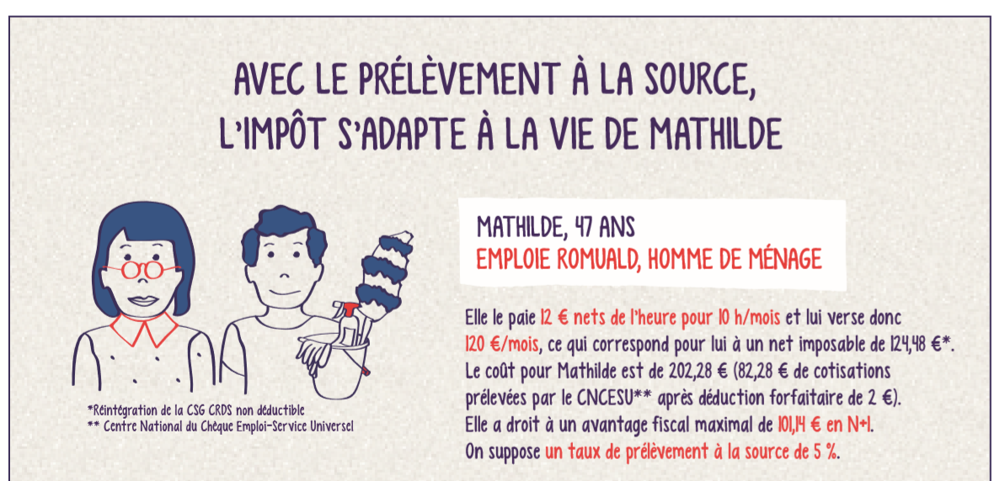 AVEC LE PRÉLÈVEMENT À LA SOURCE,
L'IMPÔT S'ADAPTE À LA VIE DE MATHILDE
MATHILDE, 47 ANS
EMPLOIE ROMUALD, HOMME DE MÉNAGE
Elle le paie 12 € nets de l'heure pour 10 h/mois et lui verse donc
120 €/mois, ce qui correspond pour lui à un net imposable de 124,48 €*.
Le coût pour Mathilde est de 202,28 € (82,28 € de cotisations
prélevées par le CNCESU** après déduction forfaitaire de 2 €).
Elle a droit à un avantage fiscal maximal de 101,14 € en N+1.
On suppose un taux de prélèvement à la source de 5 %.
*Réintégration de la CSG CRDS non déductible
** Centre National du Chèque Emploi-Service Universel